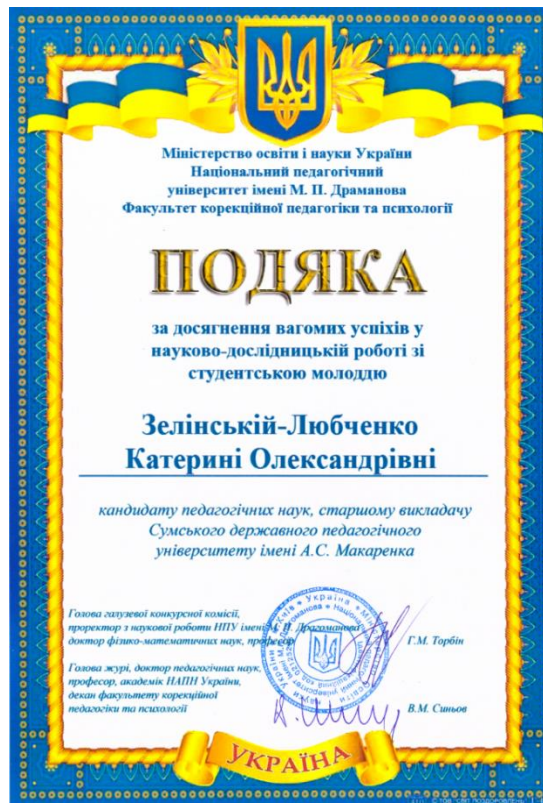 Міністерство освіти і науки України
Національний педагогічний
університет імені М. П. Драманова
Факультет корекційної педагогіки та психології
ПОДЯКА
за досягнення вагомих успіхів у
науково-дослідницькій роботі зі
студентською молоддю
Зелінській-Любченко
Катерині Олександрівні
кандидату педагогічних наук, старшому викладачу
Сумського державного педагогічного
університету імені А.С. Макаренка
Голова галузевої конкурсної комісії,
проректор з наукової роботи НПУ імені М. П. Драгоманова
доктор фізико-математичних наук, професор
Г.М. Торбін
Голова журі, доктор педагогічних наук,
професор, академік НАПН України,
декан факультету корекційної
педагогіки та психології
В.М. Синьов
УКРАЇНА